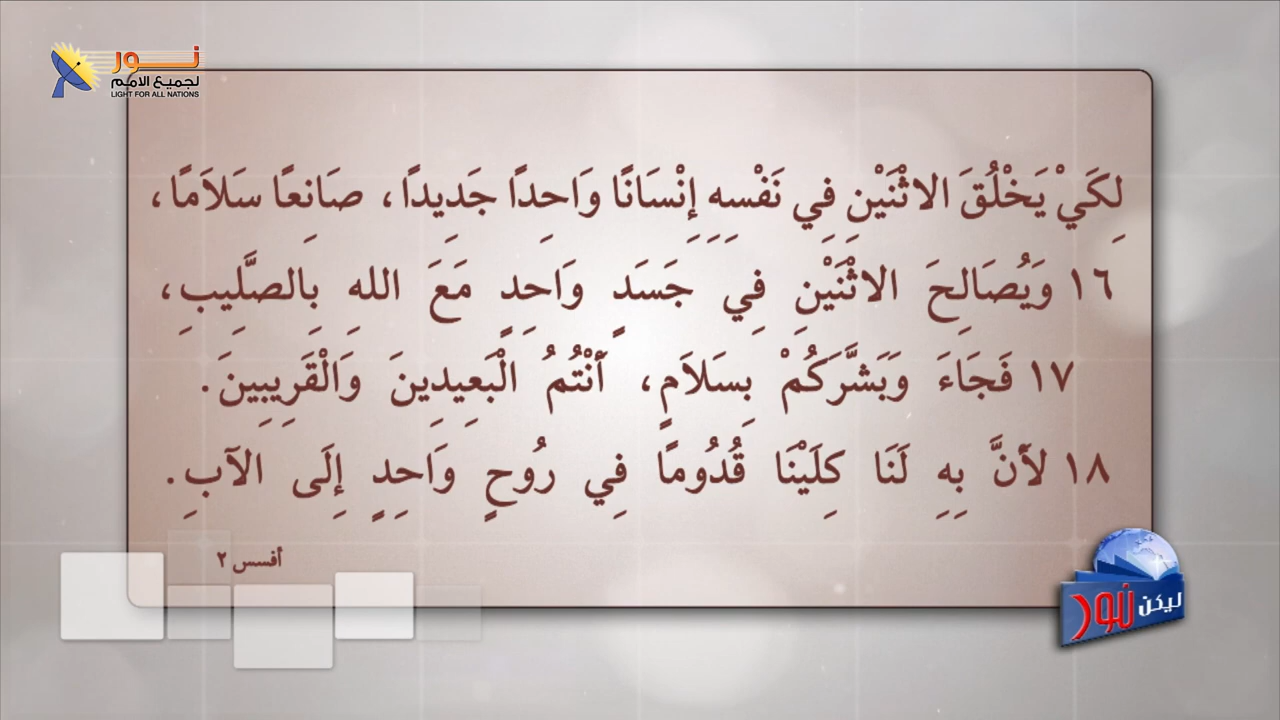 نور
لجميع الامم
LIGHT FOR ALL NATIONS
لِكَيْ يَخْلُقَ الاثْنَيْنِ فِي نَفْسِهِ إِنْسَانًا وَاحِدًا جَدِيدًا، صَانِعًا سَلاَمًا،
١٦ وَيُصَالِحَ الاثْنَيْنِ فِي جَسَدٍ وَاحِدٍ مَعَ اللهِ بِالصَّلِيبِ،
١٧ فَجَاءَ وَبَشَّرَكُمْ بِسَلاَمٍ، أَنْتُمُ الْبَعِيدِينَ وَالْقَرِيبِينَ.
١٨ لأَنَّ بِهِ لَنَا كِلَيْنَا قُدُومًا فِي رُوحٍ وَاحِدٍ إِلَى الآبِ.
أفسس ٢
ليكن نور